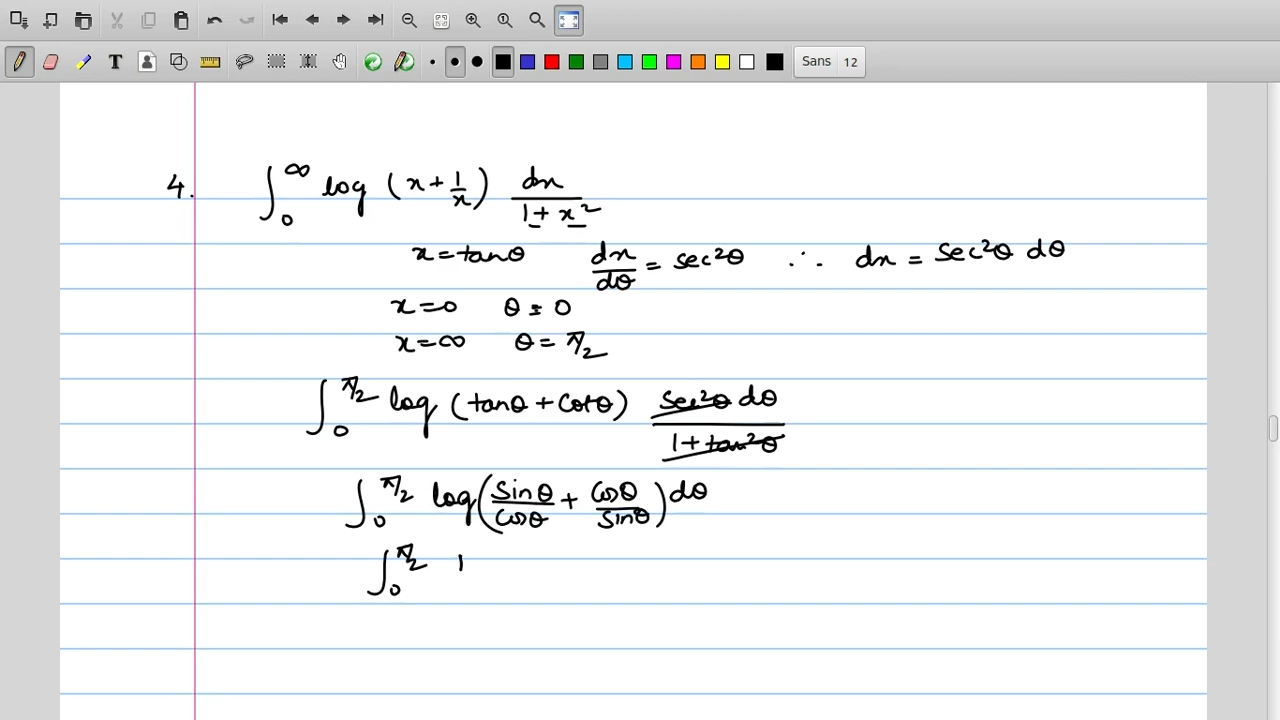 Sans 12
4. ∫₀^∞ log (x + 1/x) dx/(1 + x²)
x = tanθ dx/dθ = sec²θ ∴ dx = sec²θ dθ
x = 0 θ = 0
x = ∞ θ = π/2
∫₀^(π/2) log (tanθ + cotθ) sec²θ dθ/(1 + tan²θ)
∫₀^(π/2) log (sinθ/cosθ + cosθ/sinθ) dθ
∫₀^(π/2) l